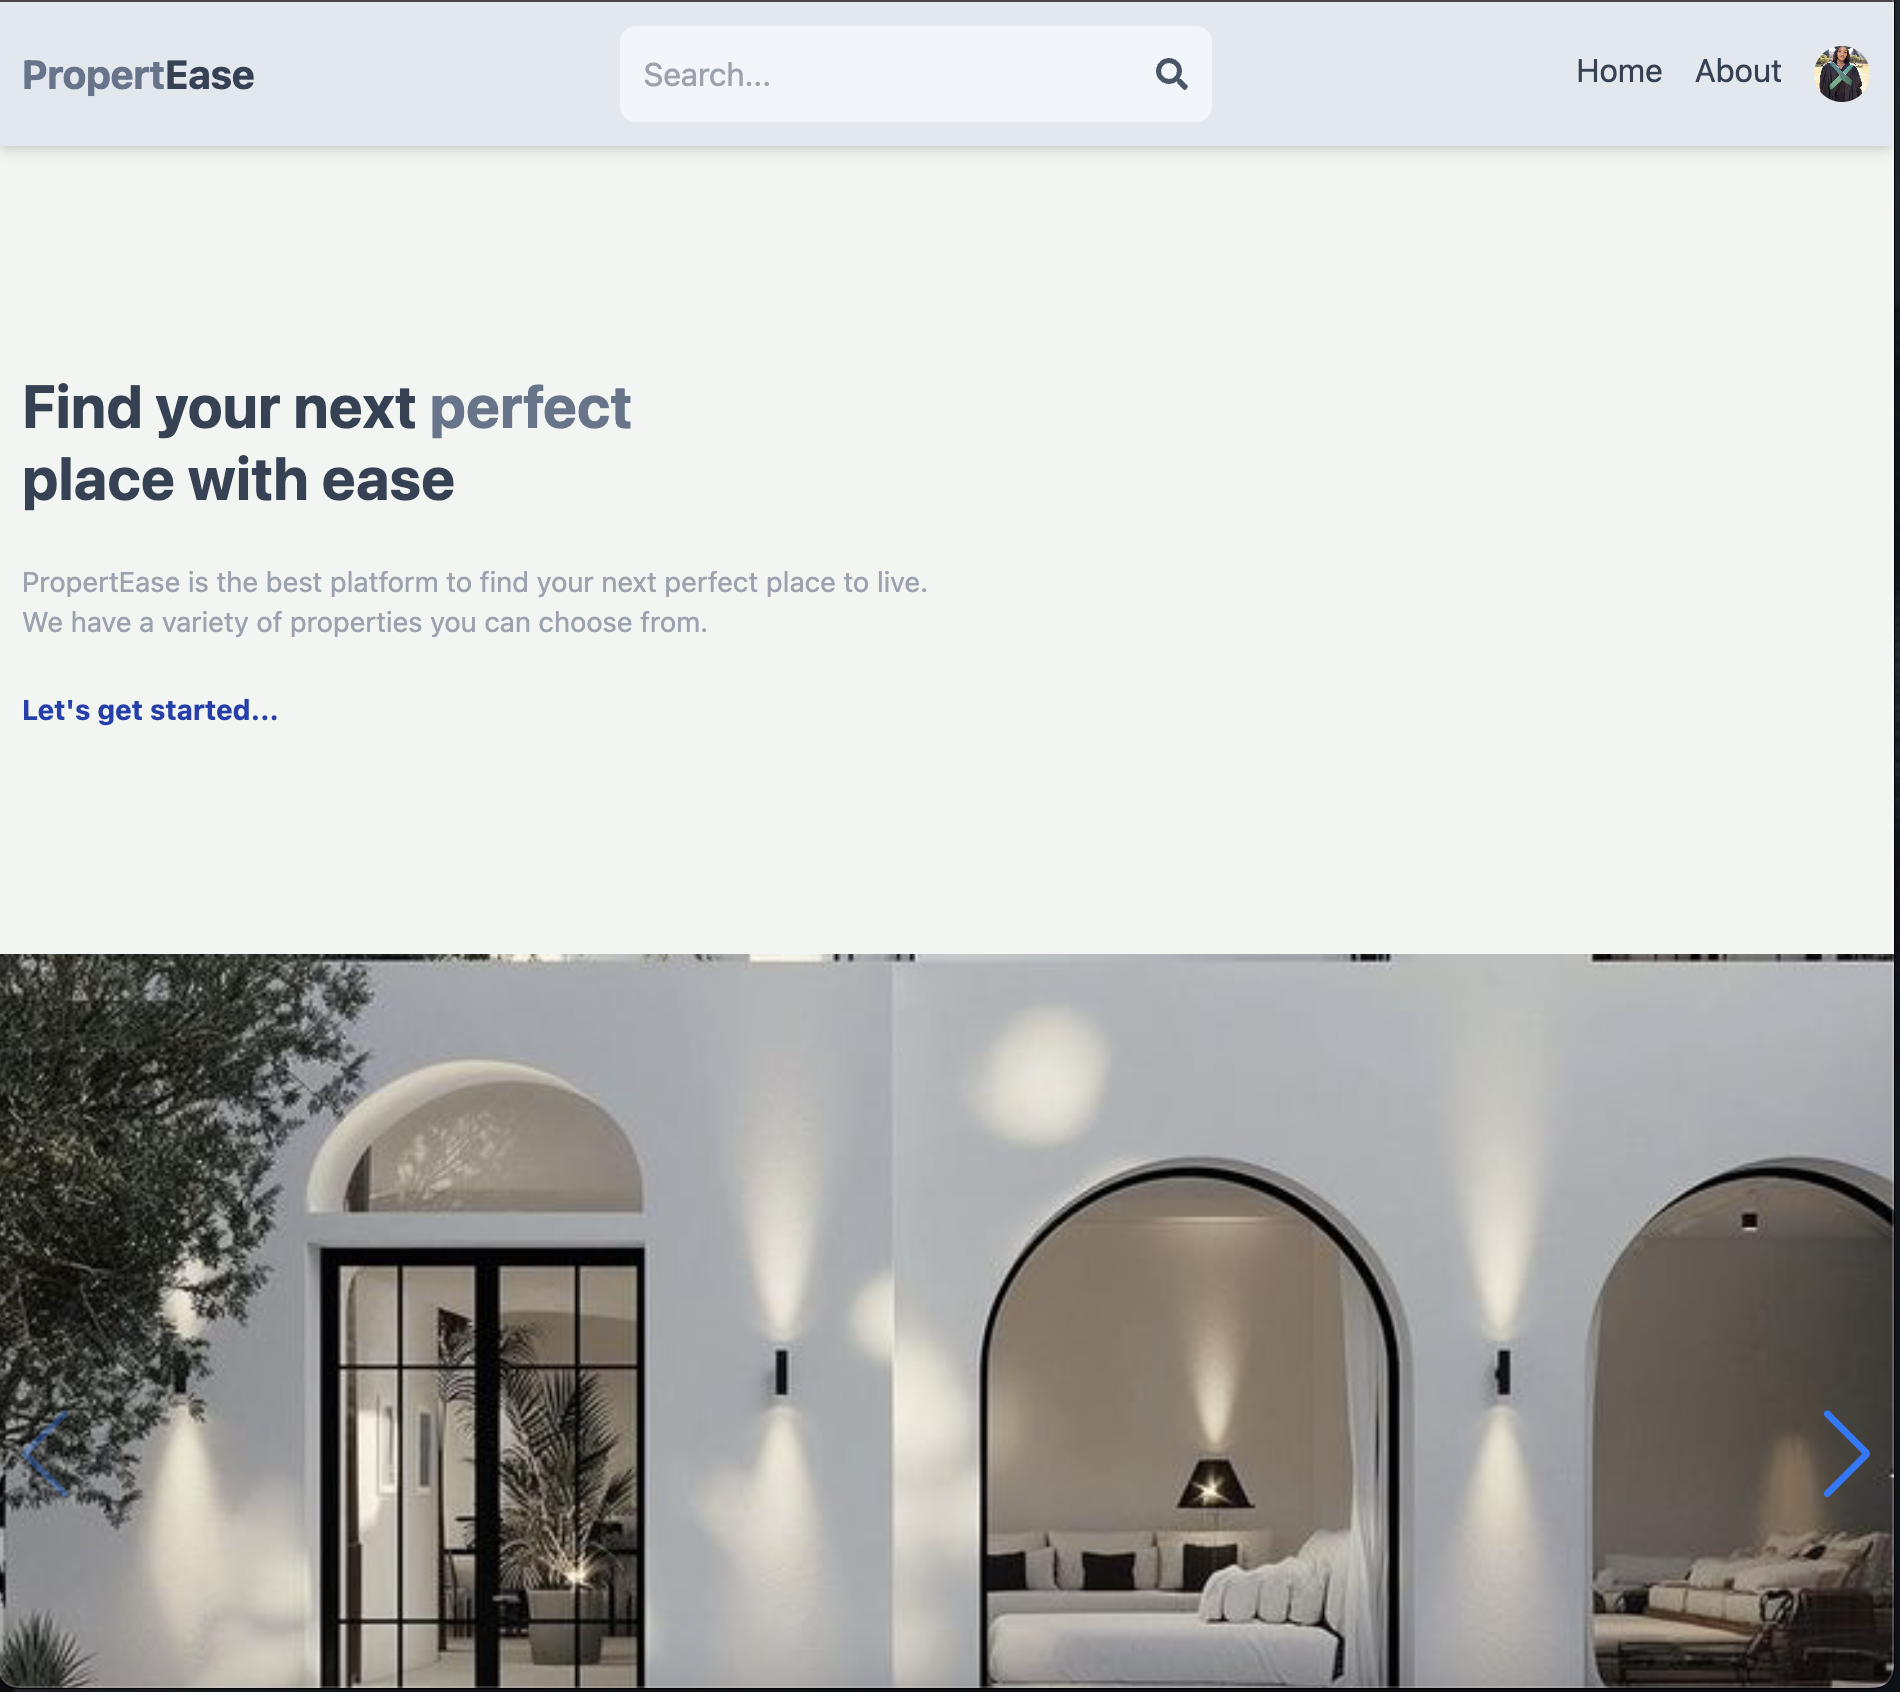 PropertEase
Search...
Home
About
Find your next perfect
place with ease
PropertEase is the best platform to find your next perfect place to live.
We have a variety of properties you can choose from.
Let's get started...